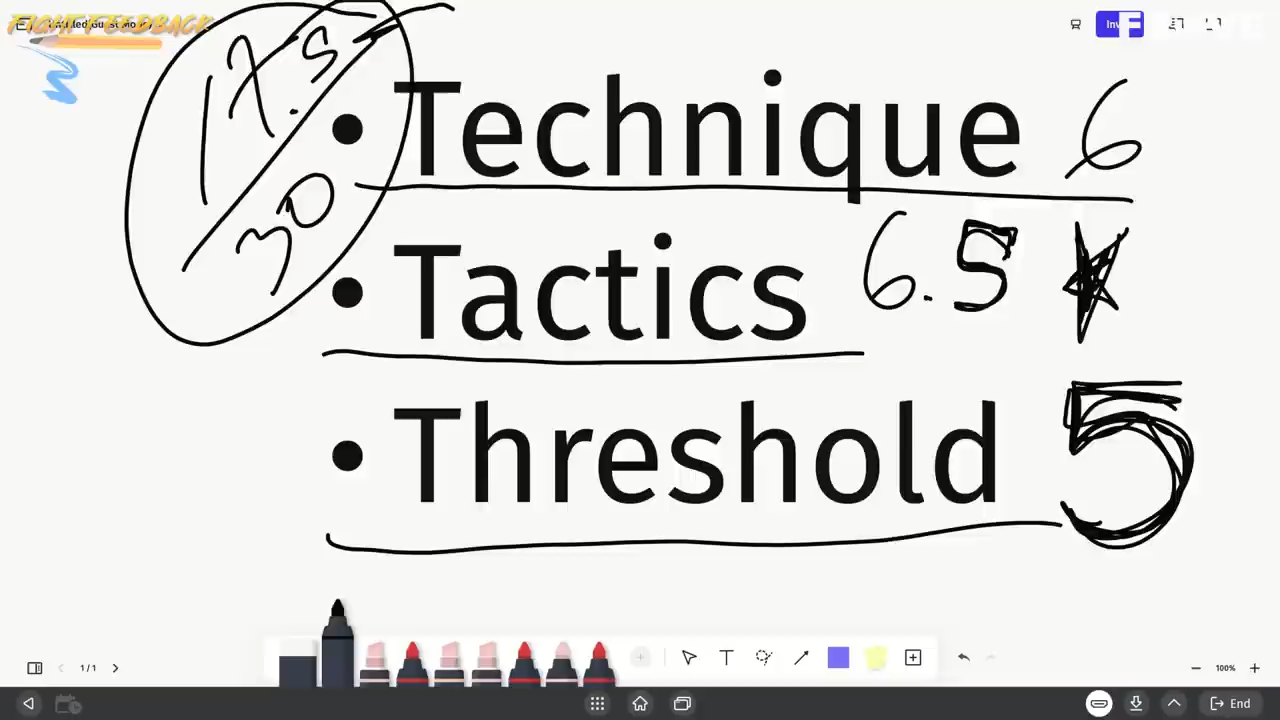 FIGHT FEEDBACK
17.5
30
• Technique 6
• Tactics 6.5
• Threshold 5
1/1
100%
End